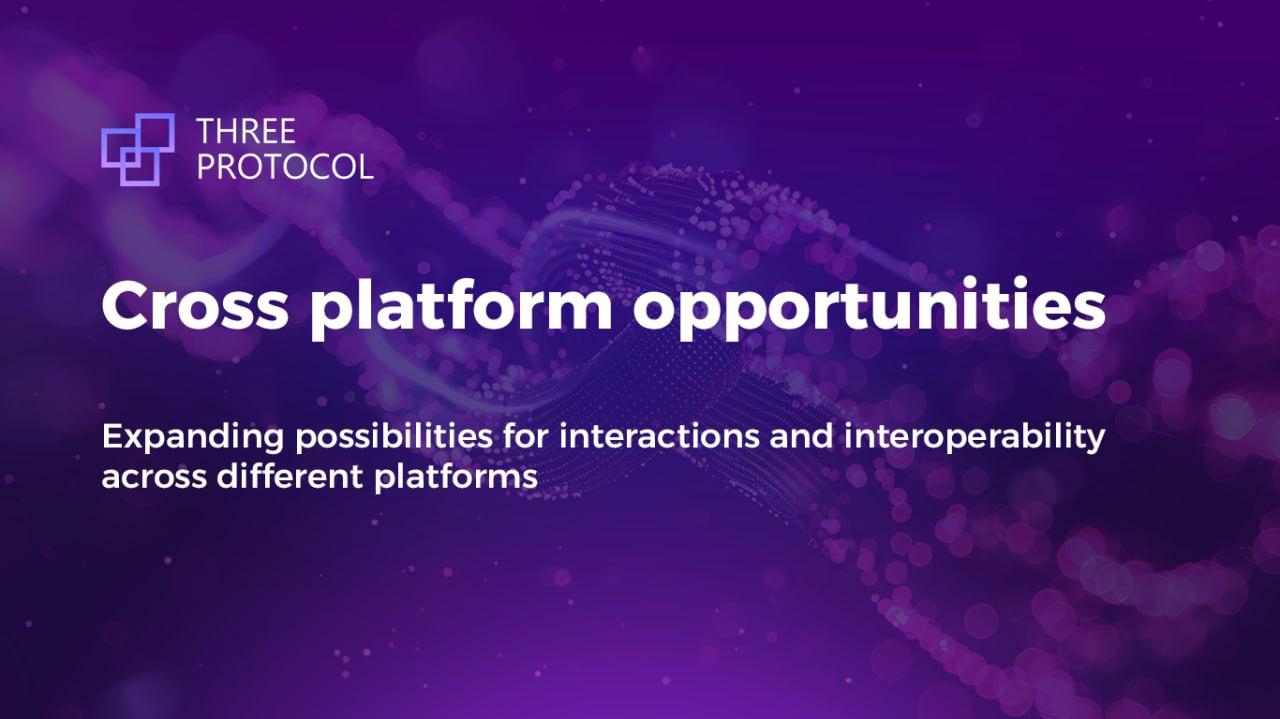 THREE
PROTOCOL
Cross platform opportunities
Expanding possibilities for interactions and interoperability
across different platforms